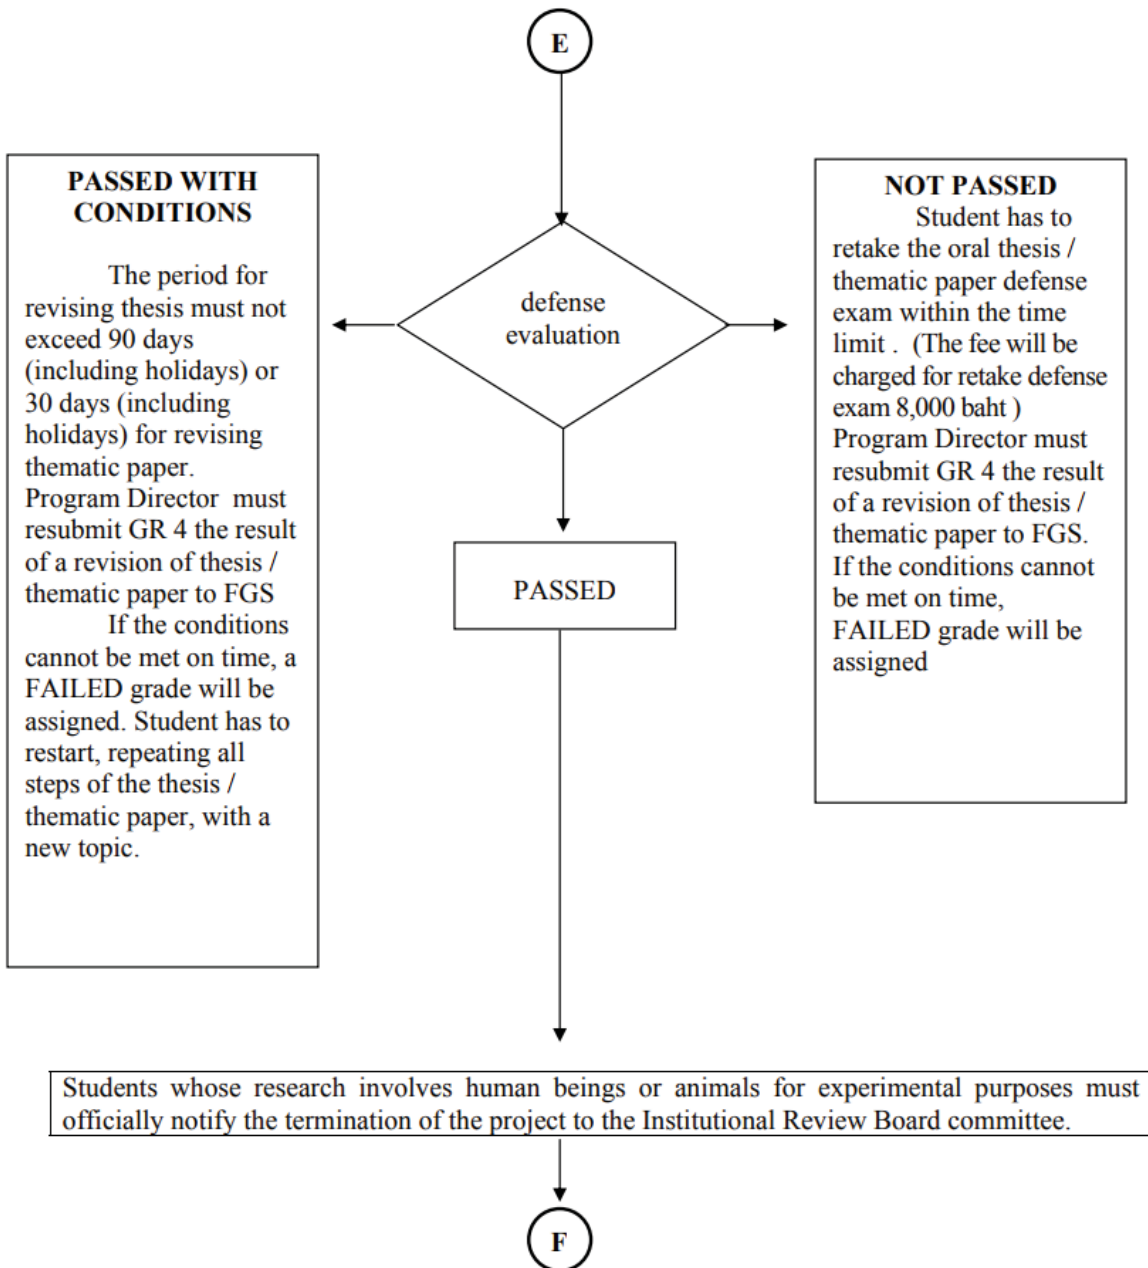 E
PASSED WITH
CONDITIONS
The period for
revising thesis must not
exceed 90 days
(including holidays) or
30 days (including
holidays) for revising
thematic paper.
Program Director must
resubmit GR 4 the result
of a revision of thesis /
thematic paper to FGS
If the conditions
cannot be met on time, a
FAILED grade will be
assigned. Student has to
restart, repeating all
steps of the thesis /
thematic paper, with a
new topic.
defense
evaluation
NOT PASSED
Student has to
retake the oral thesis /
thematic paper defense
exam within the time
limit . (The fee will be
charged for retake defense
exam 8,000 baht )
Program Director must
resubmit GR 4 the result
of a revision of thesis /
thematic paper to FGS.
If the conditions cannot
be met on time,
FAILED grade will be
assigned
PASSED
Students whose research involves human beings or animals for experimental purposes must
officially notify the termination of the project to the Institutional Review Board committee.
F